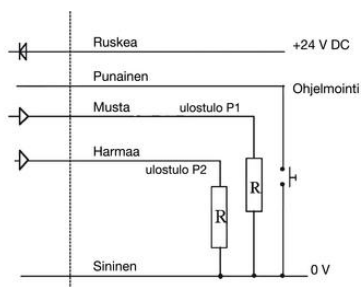 Ruskea
+24 V DC
Punainen
Ohjelmointi
Musta
ulostulo P1
Harmaa
ulostulo P2
R
R
Sininen
0 V